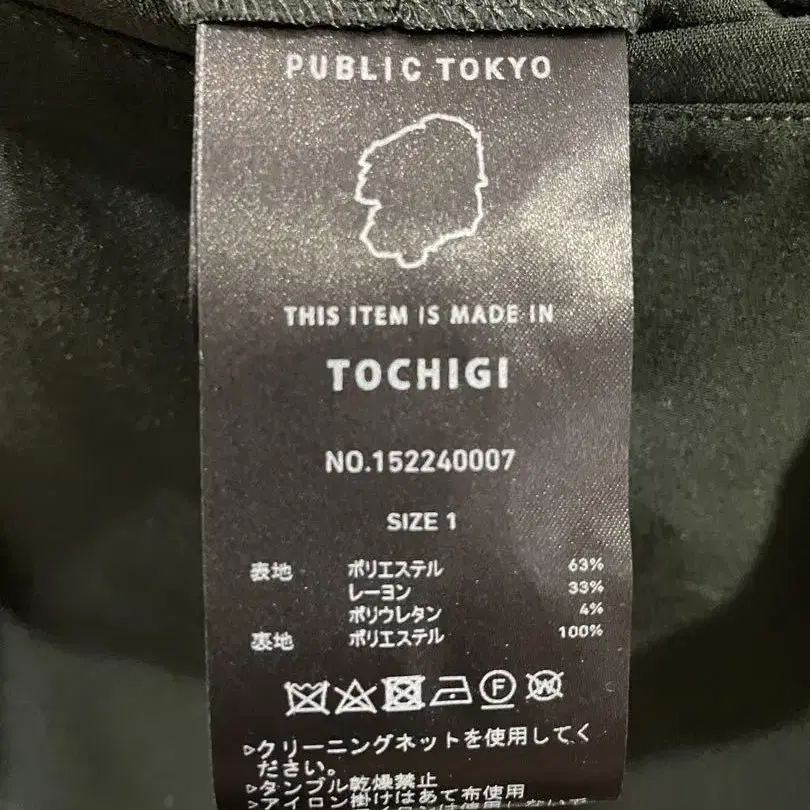 PUBLIC TOKYO
THIS ITEM IS MADE IN
TOCHIGI
NO.152240007
SIZE 1
表地 ポリエステル 63%
レーヨン 33%
ポリウレタン 4%
裏地 ポリエステル 100%
F W
▷クリーニングネットを使用してく
ださい。
▷タンブル乾燥禁止
▷アイロン掛けはあて布使用